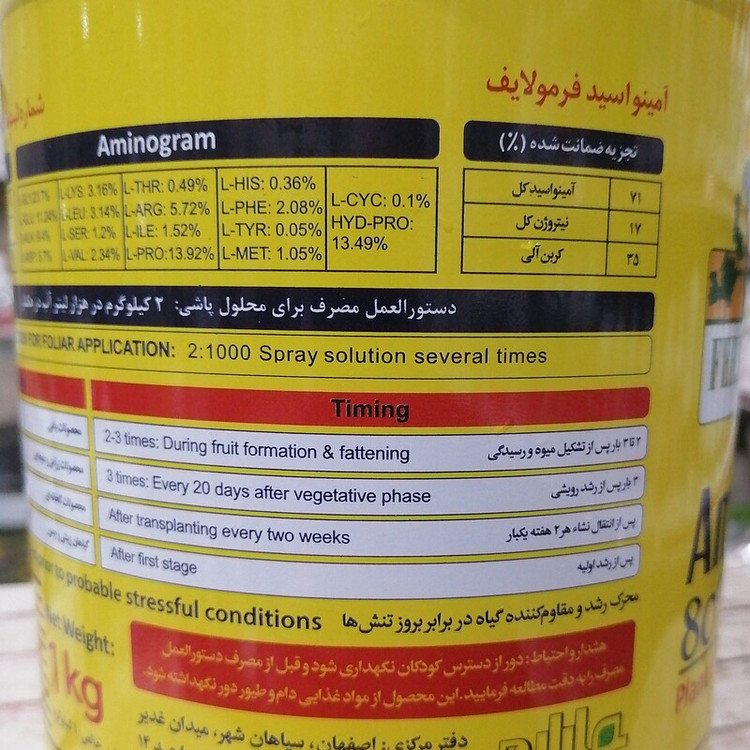 آمینو اسید فرمولایف
تجزیه ضمانت شده (%)
آمینواسید کل ۷۱
نیتروژن کل ۱۷
کربن آلی ۳۵
Aminogram
L-LYS: 3.16% L-THR: 0.49% L-HIS: 0.36% L-CYC: 0.1%
L-LEU: 3.14% L-ARG: 5.72% L-PHE: 2.08% HYD-PRO:
L-SER: 1.2% L-ILE: 1.52% L-TYR: 0.05% 13.49%
L-VAL: 2.34% L-PRO:13.92% L-MET: 1.05%
دستورالعمل مصرف برای محلول پاشی: ۲ کیلوگرم در هزار لیتر آب در
FOR FOLIAR APPLICATION: 2:1000 Spray solution several times
Timing
2-3 times: During fruit formation & fattening ۲ تا ۳ بار پس از تشکیل میوه و رسیدگی
3 times: Every 20 days after vegetative phase ۳ بار پس از رشد رویشی
After transplanting every two weeks پس از انتقال نشاء هر ۲ هفته یکبار
After first stage پس از رشد اولیه
محصولات باغی
to probable stressful conditions محرک رشد و مقاوم‌کننده گیاه در برابر بروز تنش‌ها
Net Weight:
1kg
هشدار و احتیاط: دور از دسترس کودکان نگهداری شود و قبل از مصرف دستورالعمل
مصرف را به دقت مطالعه فرمایید. این محصول از مواد غذایی دام و طیور دور نگهداشته شود.
دفتر مرکزی: اصفهان، سپاهان شهر، میدان غدیر